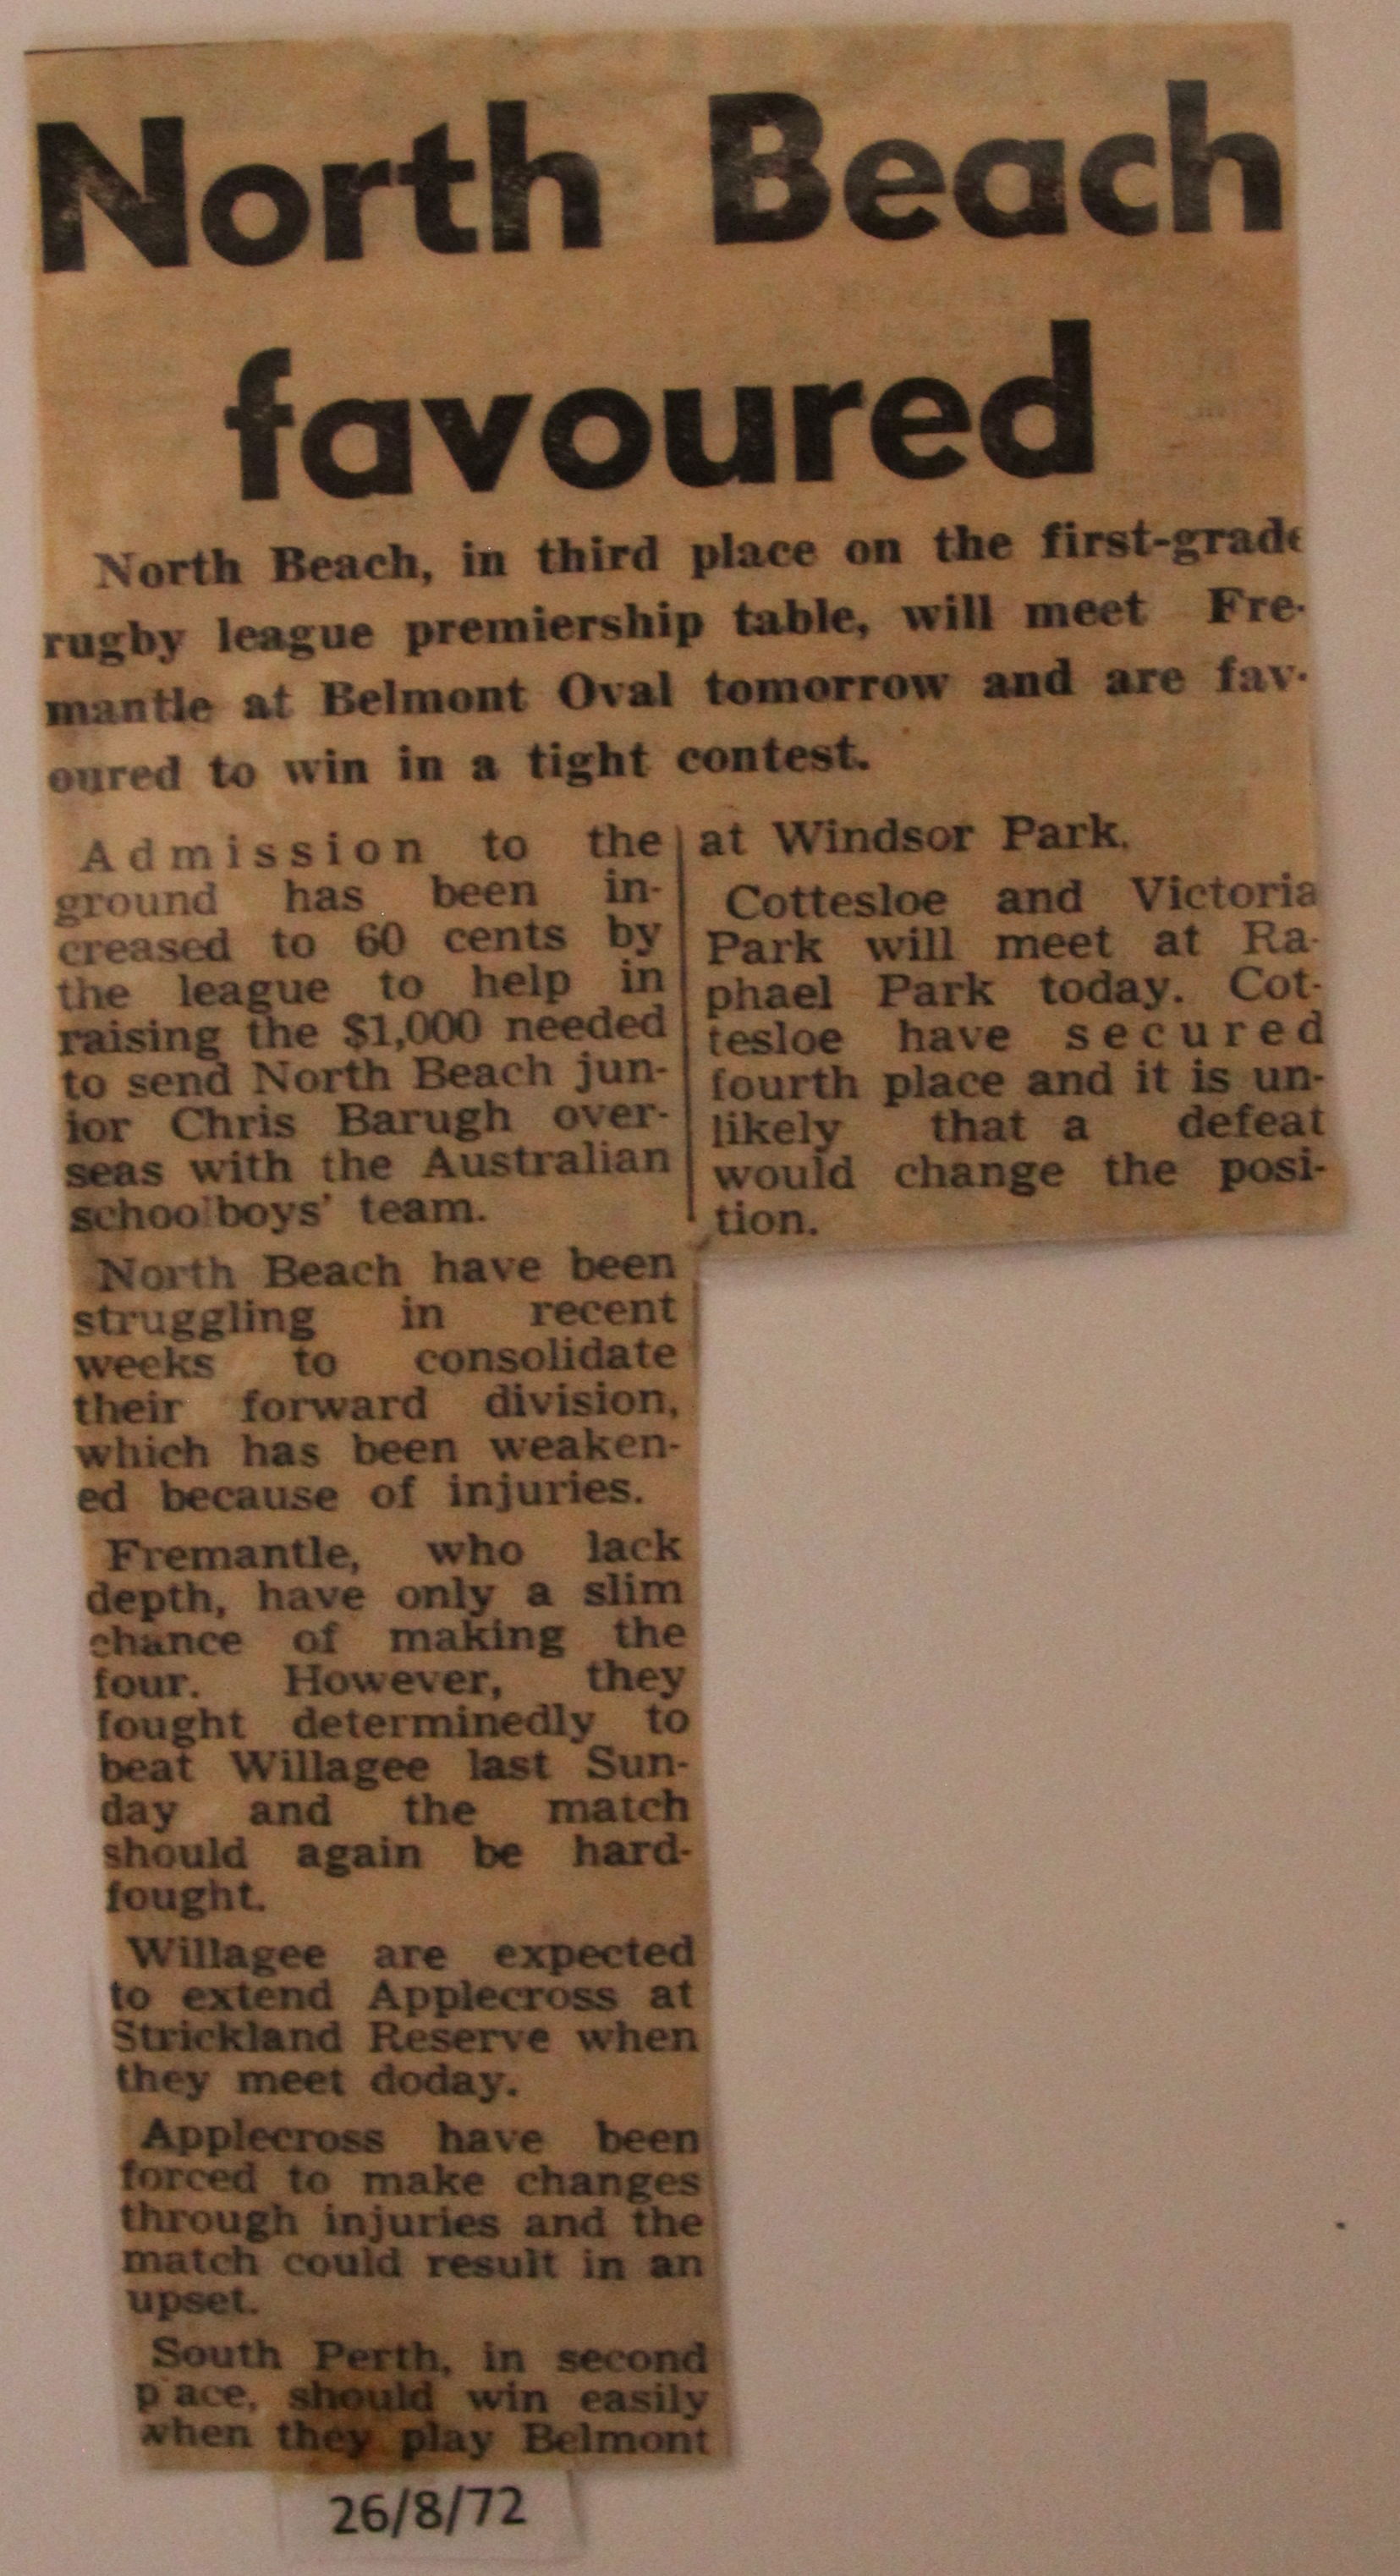 North Beach
favoured
North Beach, in third place on the first-grade
rugby league premiership table, will meet Fre-
mantle at Belmont Oval tomorrow and are fav-
oured to win in a tight contest.
Admission to the
ground has been in-
creased to 60 cents by
the league to help in
raising the $1,000 needed
to send North Beach jun-
ior Chris Barugh over-
seas with the Australian
schoolboys' team.
North Beach have been
struggling in recent
weeks to consolidate
their forward division,
which has been weaken-
ed because of injuries.
Fremantle, who lack
depth, have only a slim
chance of making the
four. However, they
fought determinedly to
beat Willagee last Sun-
day and the match
should again be hard-
fought.
Willagee are expected
to extend Applecross at
Strickland Reserve when
they meet doday.
Applecross have been
forced to make changes
through injuries and the
match could result in an
upset.
South Perth, in second
p ace, should win easily
when they play Belmont
at Windsor Park.
Cottesloe and Victoria
Park will meet at Ra-
phael Park today. Cot-
tesloe have secured
fourth place and it is un-
likely that a defeat
would change the posi-
tion.
26/8/72